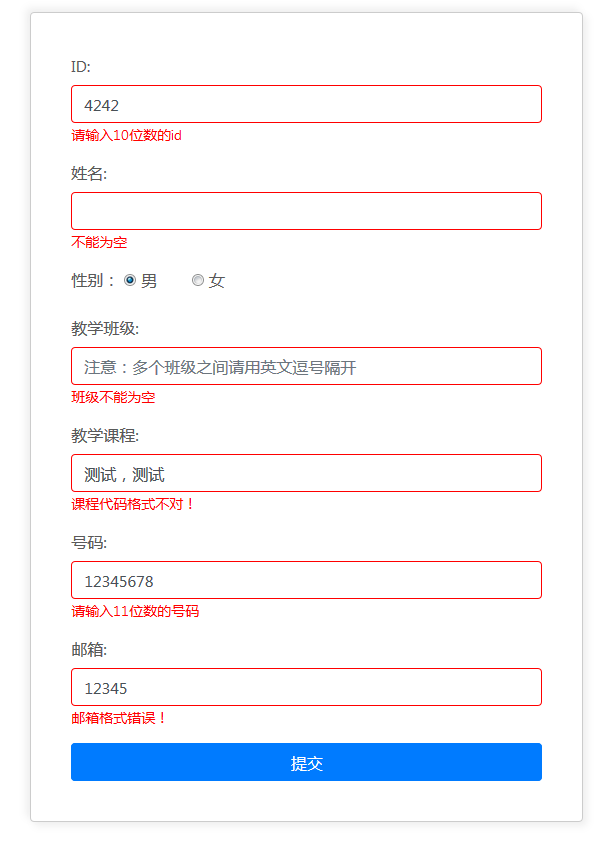 ID:
4242
请输入10位数的id
姓名:
不能为空
性别：男 女
教学班级:
注意：多个班级之间请用英文逗号隔开
班级不能为空
教学课程:
测试，测试
课程代码格式不对！
号码:
12345678
请输入11位数的号码
邮箱:
12345
邮箱格式错误！
提交